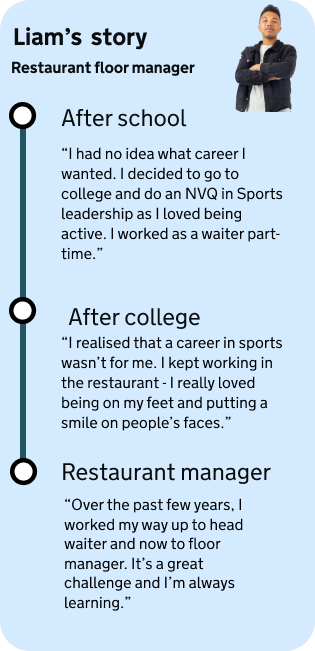 Liam's story
Restaurant floor manager
After school
“I had no idea what career I
wanted. I decided to go to
college and do an NVQ in Sports
leadership as I loved being
active. I worked as a waiter part-
time.”
After college
“I realised that a career in sports
wasn’t for me. I kept working in
the restaurant - I really loved
being on my feet and putting a
smile on people’s faces.”
Restaurant manager
“Over the past few years, I
worked my way up to head
waiter and now to floor
manager. It’s a great
challenge and I’m always
learning.”